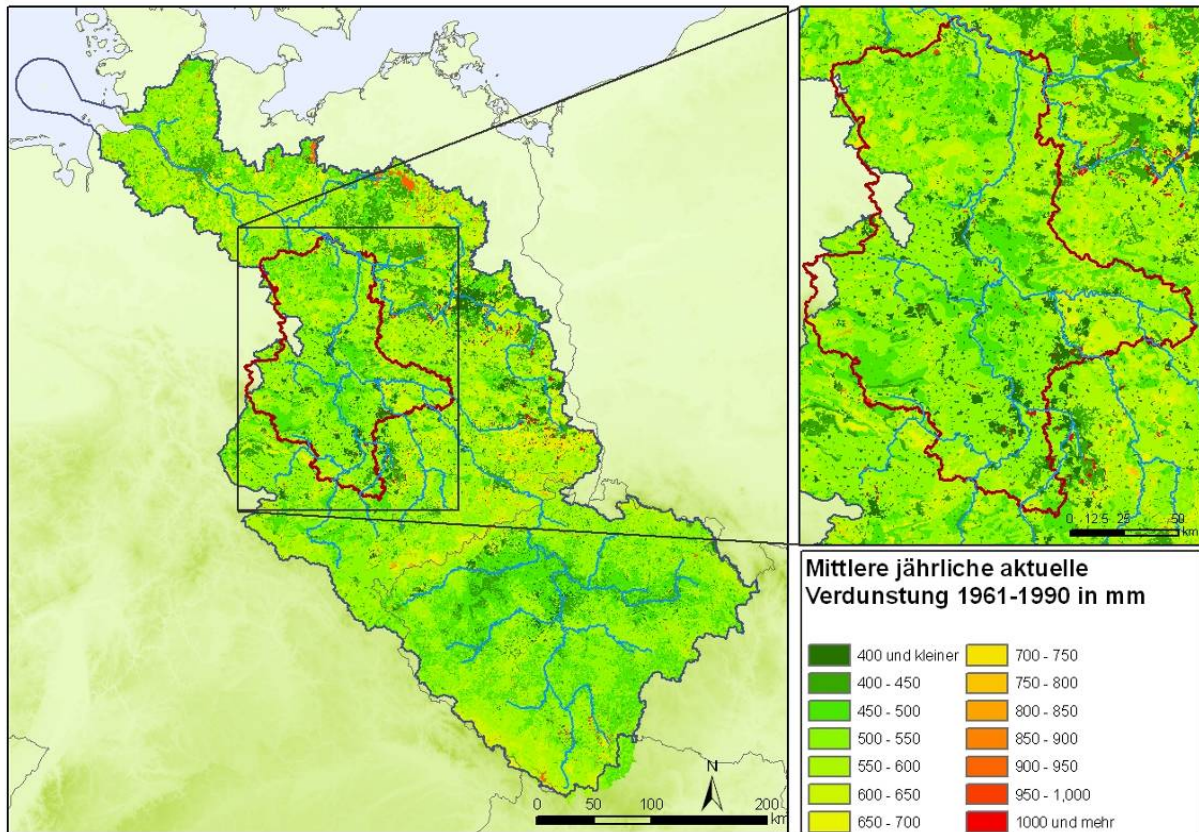 N
0 50 100 200
km
0 12.5 25 50
km
Mittlere jährliche aktuelle
Verdunstung 1961-1990 in mm
400 und kleiner
400 - 450
450 - 500
500 - 550
550 - 600
600 - 650
650 - 700
700 - 750
750 - 800
800 - 850
850 - 900
900 - 950
950 - 1,000
1000 und mehr